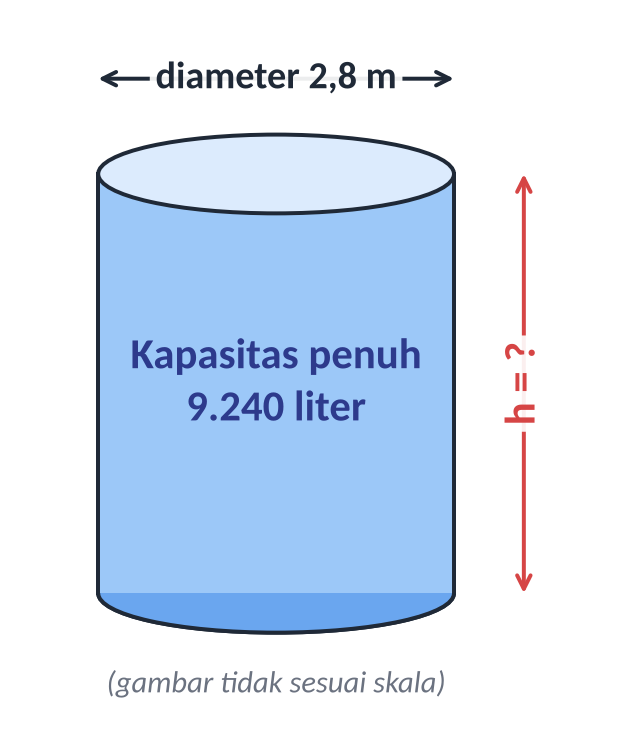 diameter 2,8 m
Kapasitas penuh
9.240 liter
h = ?
(gambar tidak sesuai skala)